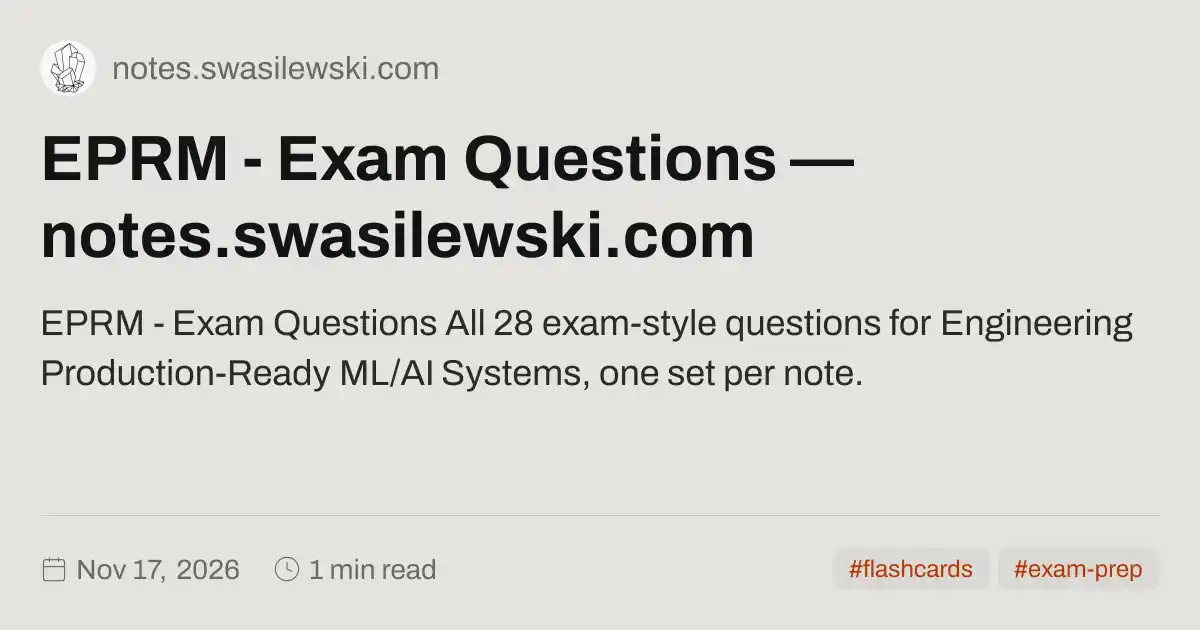 notes.swasilewski.com
EPRM - Exam Questions —
notes.swasilewski.com
EPRM - Exam Questions All 28 exam-style questions for Engineering
Production-Ready ML/AI Systems, one set per note.
Nov 17, 2026 1 min read #flashcards #exam-prep